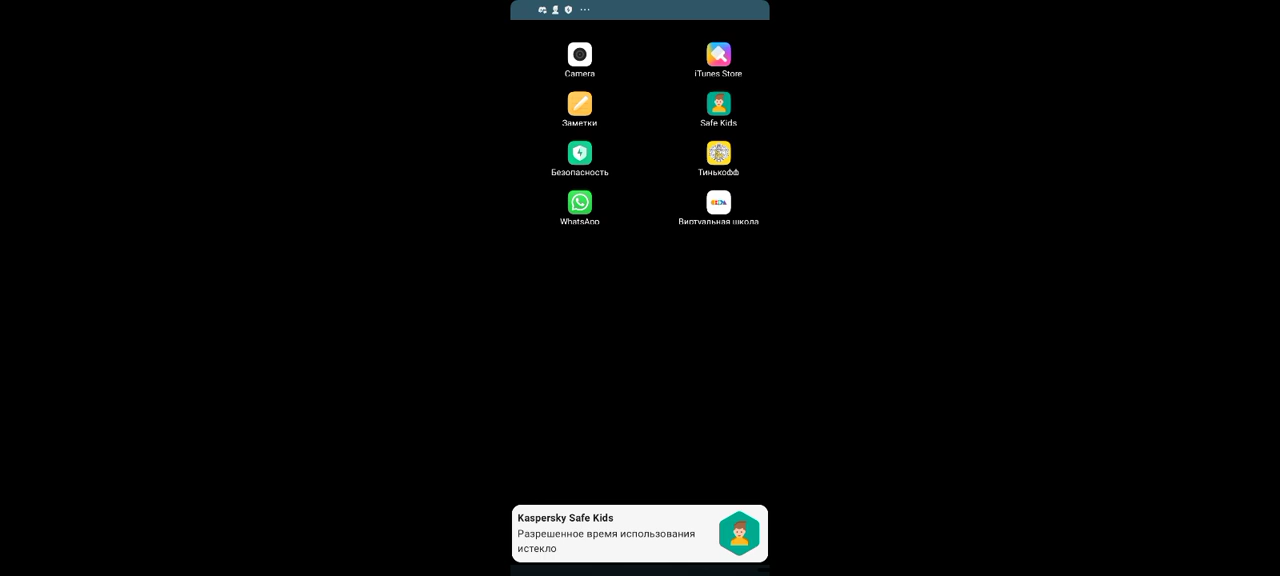 Camera
iTunes Store
Заметки
Safe Kids
Безопасность
Тинькофф
WhatsApp
Виртуальная школа
Kaspersky Safe Kids
Разрешенное время использования
истекло